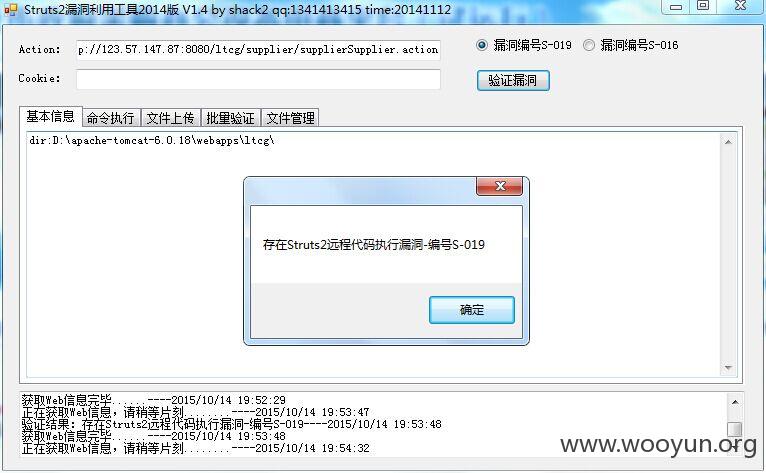 Struts2漏洞利用工具2014版 V1.4 by shack2 qq:1341413415 time:20141112
Action: p://123.57.147.87:8080/ltcg/supplier/suplierSupplier.action
漏洞编号S-019 漏洞编号S-016
Cookie:
验证漏洞
基本信息 命令执行 文件上传 批量验证 文件管理
dir:D:\apache-tomcat-6.0.18\webapps\ltcg\
存在Struts2远程代码执行漏洞-编号S-019
确定
获取Web信息完毕......----2015/10/14 19:52:29
正在获取Web信息，请稍等片刻........----2015/10/14 19:53:47
验证结果：存在Struts2远程代码执行漏洞-编号S-019----2015/10/14 19:53:48
获取Web信息完毕......----2015/10/14 19:53:48
正在获取Web信息，请稍等片刻........----2015/10/14 19:54:32
www.wooyun.org